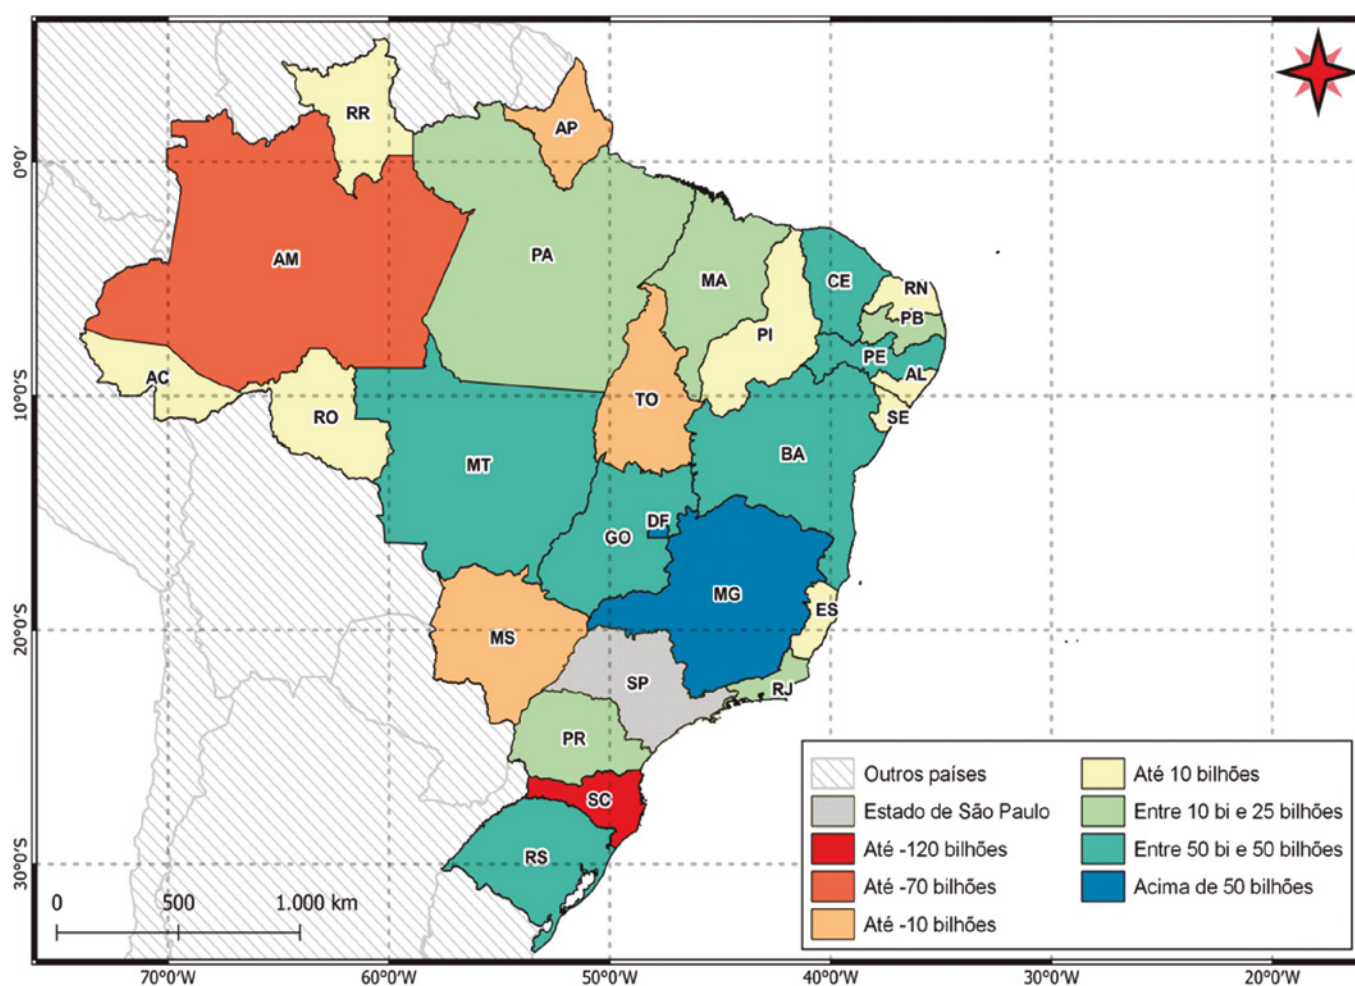 RR
AP
0°0'
AM
PA
MA
CE
RN
PB
PI
PE
AC
AL
10°0'S
TO
RO
SE
BA
MT
DF
GO
MG
ES
20°0'S
MS
SP
RJ
PR
Outros países
Até 10 bilhões
SC
Estado de São Paulo
Entre 10 bi e 25 bilhões
Até -120 bilhões
Entre 50 bi e 50 bilhões
RS
30°0'S
Até -70 bilhões
Acima de 50 bilhões
0 500 1.000 km
Até -10 bilhões
70°0'W 60°0'W 50°0'W 40°0'W 30°0'W 20°0'W